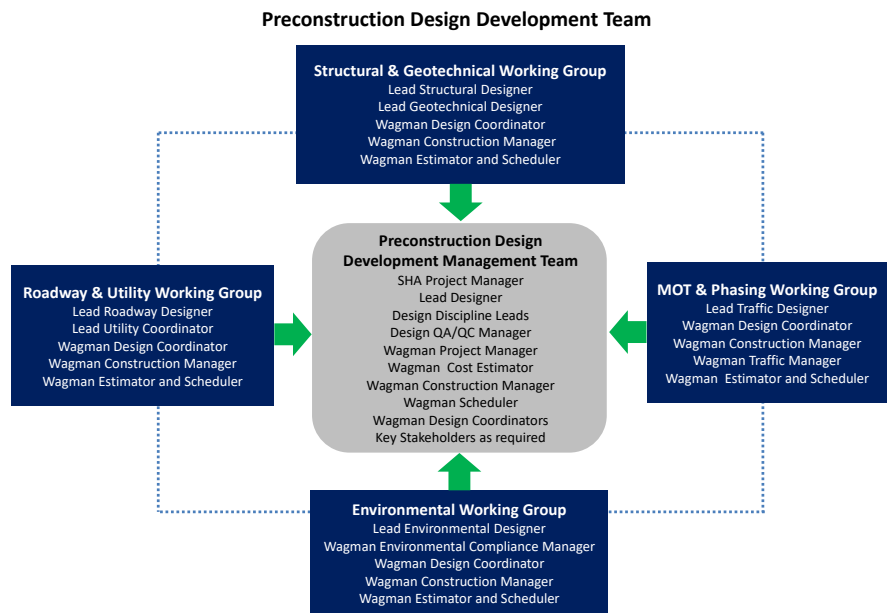 Preconstruction Design Development Team
Structural & Geotechnical Working Group
Lead Structural Designer
Lead Geotechnical Designer
Wagman Design Coordinator
Wagman Construction Manager
Wagman Estimator and Scheduler
Roadway & Utility Working Group
Lead Roadway Designer
Lead Utility Coordinator
Wagman Design Coordinator
Wagman Construction Manager
Wagman Estimator and Scheduler
Preconstruction Design
Development Management Team
SHA Project Manager
Lead Designer
Design Discipline Leads
Design QA/QC Manager
Wagman Project Manager
Wagman Cost Estimator
Wagman Construction Manager
Wagman Scheduler
Wagman Design Coordinators
Key Stakeholders as required
MOT & Phasing Working Group
Lead Traffic Designer
Wagman Design Coordinator
Wagman Construction Manager
Wagman Traffic Manager
Wagman Estimator and Scheduler
Environmental Working Group
Lead Environmental Designer
Wagman Environmental Compliance Manager
Wagman Design Coordinator
Wagman Construction Manager
Wagman Estimator and Scheduler